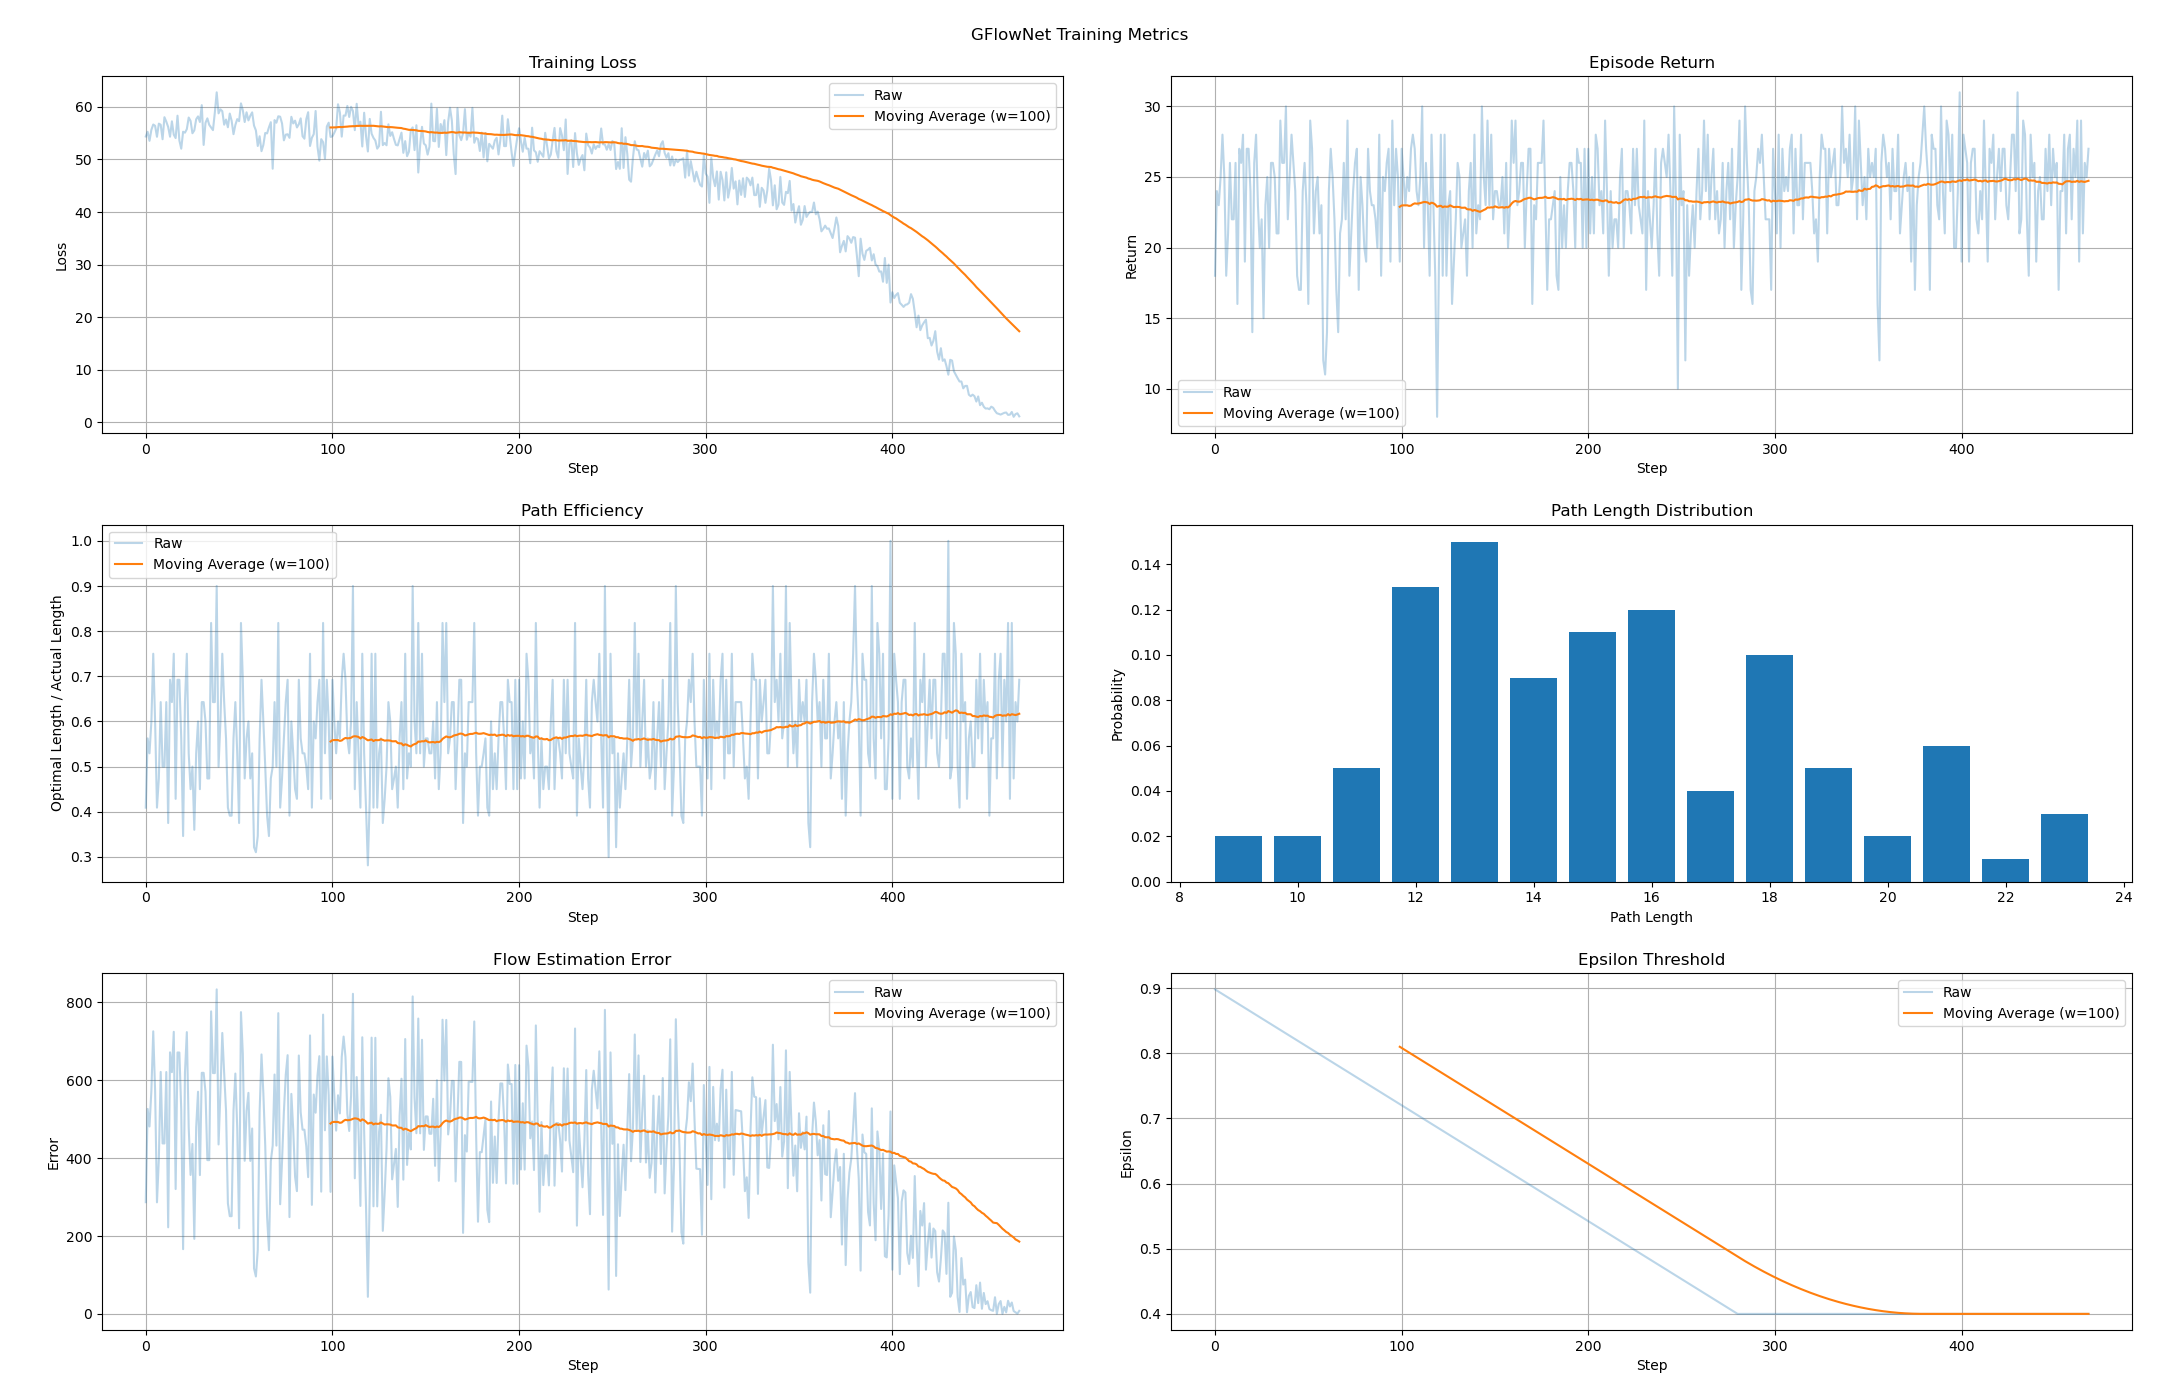 GFlowNet Training Metrics
Training Loss
Raw
Moving Average (w=100)
Loss
60
50
40
30
20
10
0
0 100 200 300 400
Step
Episode Return
Raw
Moving Average (w=100)
Return
30
25
20
15
10
0 100 200 300 400
Step
Path Efficiency
Raw
Moving Average (w=100)
Optimal Length / Actual Length
1.0
0.9
0.8
0.7
0.6
0.5
0.4
0.3
0 100 200 300 400
Step
Path Length Distribution
Probability
0.14
0.12
0.10
0.08
0.06
0.04
0.02
0.00
8 10 12 14 16 18 20 22 24
Path Length
Flow Estimation Error
Raw
Moving Average (w=100)
Error
800
600
400
200
0
0 100 200 300 400
Step
Epsilon Threshold
Raw
Moving Average (w=100)
Epsilon
0.9
0.8
0.7
0.6
0.5
0.4
0 100 200 300 400
Step